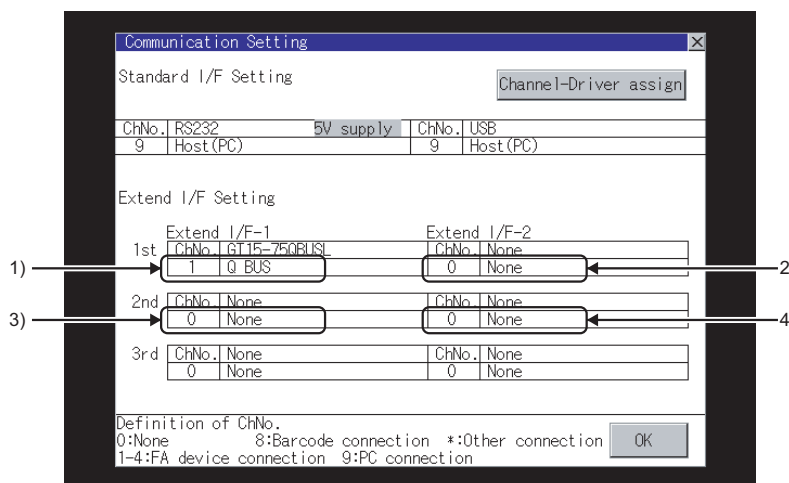 Communication Setting
Standard I/F Setting
Channel-Driver assign
ChNo. RS232 5V supply ChNo. USB
9 Host(PC) 9 Host(PC)
Extend I/F Setting
Extend I/F-1 Extend I/F-2
1st ChNo. GT15-75QBUSL ChNo. None
1) 1 Q BUS 0 None 2
2nd ChNo. None ChNo. None
3) 0 None 0 None 4
3rd ChNo. None ChNo. None
0 None 0 None
Definition of ChNo.
0:None 8:Barcode connection *:Other connection OK
1-4:FA device connection 9:PC connection